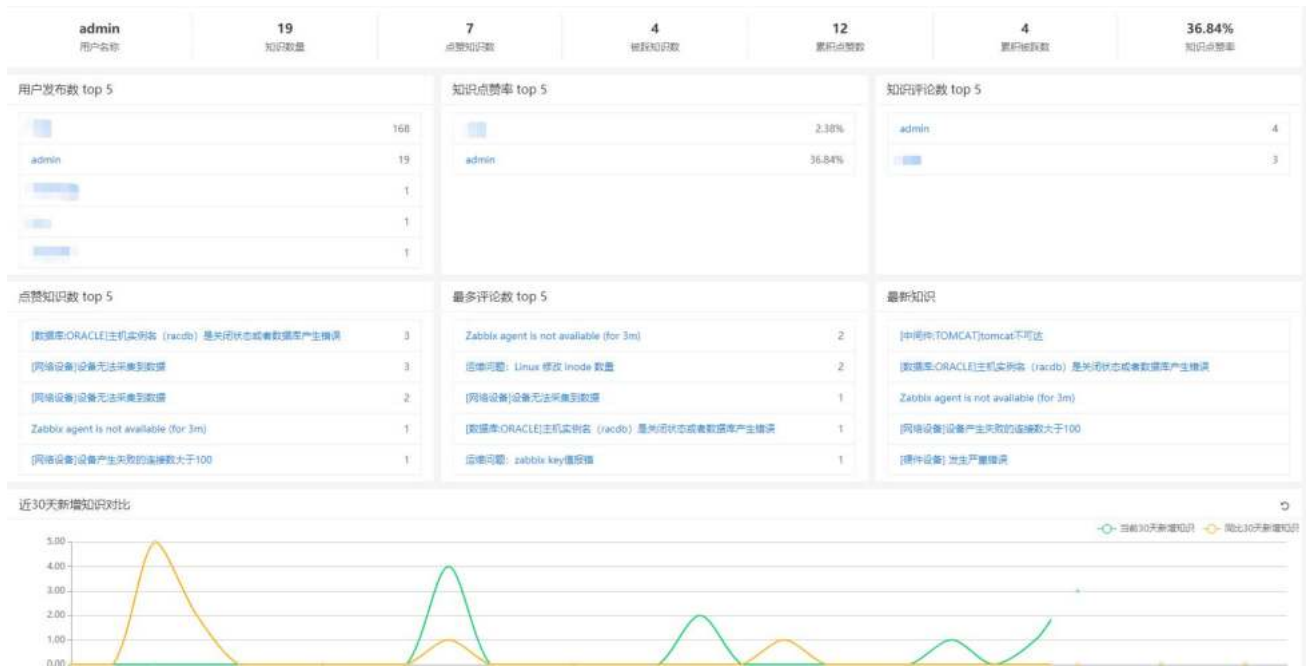 admin
用户名称
19
知识数量
7
点赞知识数
4
被踩知识数
12
累积点赞数
4
累积被踩数
36.84%
知识点赞率
用户发布数 top 5
168
admin 19
1
1
1
知识点赞率 top 5
2.38%
admin 36.84%
知识评论数 top 5
admin 4
3
点赞知识数 top 5
[数据库:ORACLE]主机实例名（racdb）是关闭状态或者数据库产生错误 3
[网络设备]设备无法采集到数据 3
[网络设备]设备无法采集到数据 2
Zabbix agent is not available (for 3m) 1
[网络设备]设备产生失败的连接数大于100 1
最多评论数 top 5
Zabbix agent is not available (for 3m) 2
运维问题：Linux 修改 inode 数量 2
[网络设备]设备无法采集到数据 1
[数据库:ORACLE]主机实例名（racdb）是关闭状态或者数据库产生错误 1
运维问题：zabbix key值报错 1
最新知识
[中间件:TOMCAT]tomcat不可达
[数据库:ORACLE]主机实例名（racdb）是关闭状态或者数据库产生错误
Zabbix agent is not available (for 3m)
[网络设备]设备产生失败的连接数大于100
[硬件设备] 发生严重错误
近30天新增知识对比
当前30天新增知识 同比30天新增知识
5.00
4.00
3.00
2.00
1.00
0.00